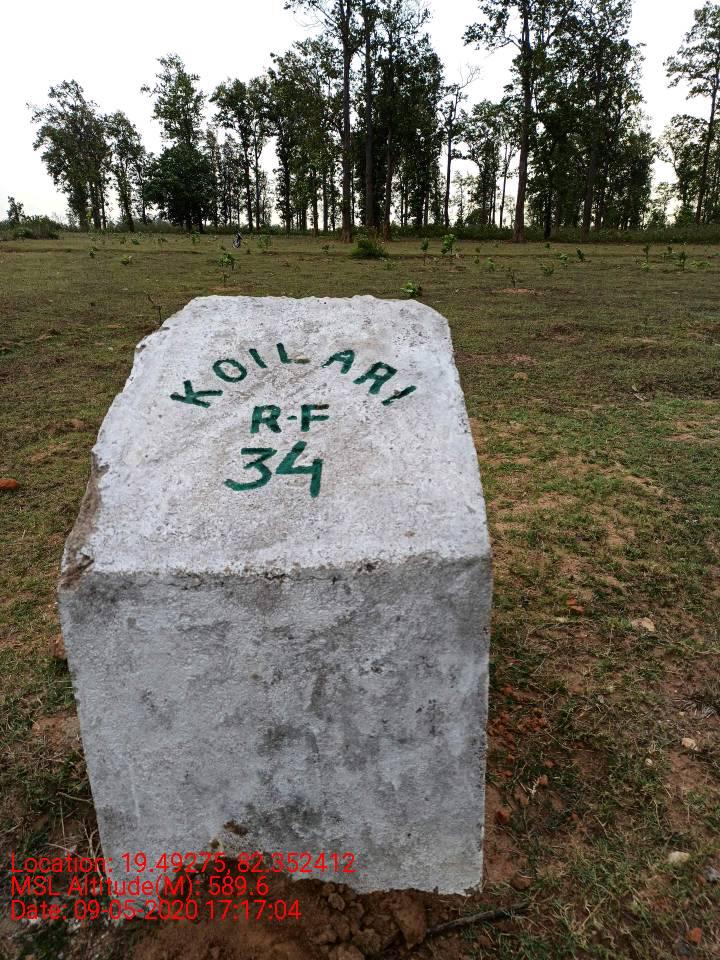 KOILARI
R-F
34
Location: 19.49275, 82.352412
MSL Altitude(M): 589.6
Date: 09-05-2020 17:17:04